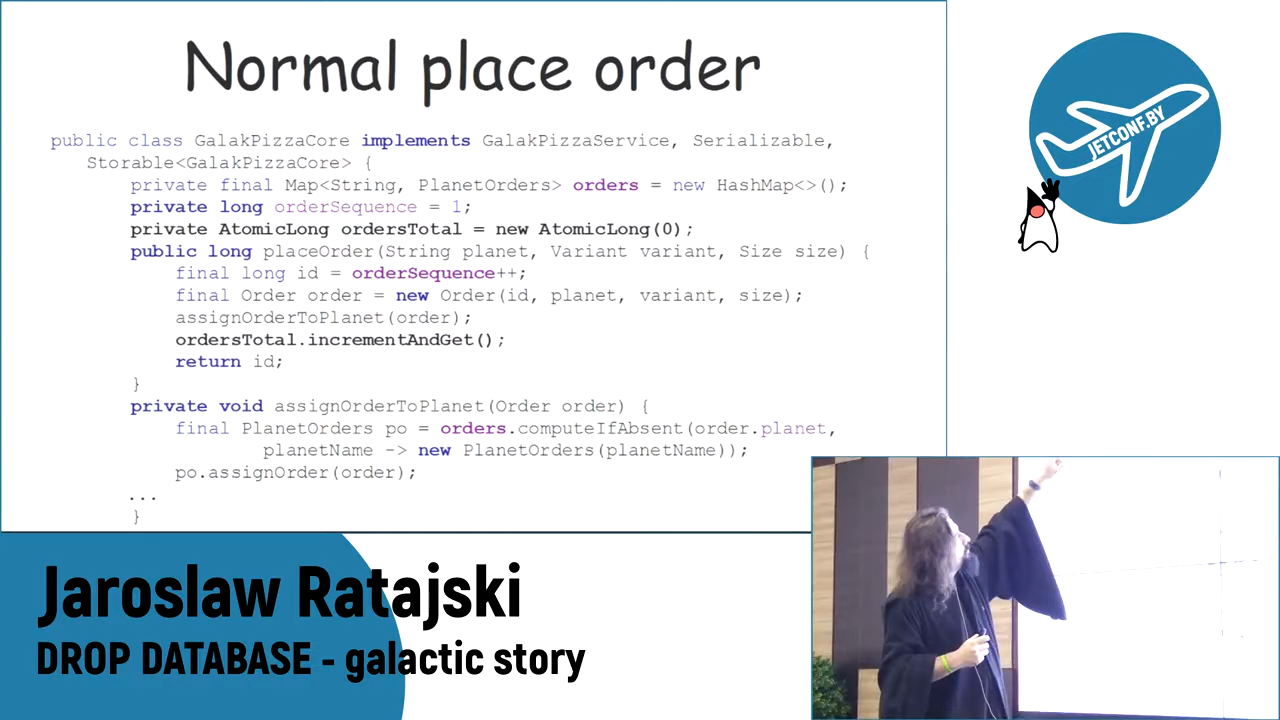 Normal place order
public class GalakPizzaCore implements GalakPizzaService, Serializable,
Storable<GalakPizzaCore> {
private final Map<String, PlanetOrders> orders = new HashMap<>();
private long orderSequence = 1;
private AtomicLong ordersTotal = new AtomicLong(0);
public long placeOrder(String planet, Variant variant, Size size) {
final long id = orderSequence++;
final Order order = new Order(id, planet, variant, size);
assignOrderToPlanet(order);
ordersTotal.incrementAndGet();
return id;
}
private void assignOrderToPlanet(Order order) {
final PlanetOrders po = orders.computeIfAbsent(order.planet,
planetName -> new PlanetOrders(planetName));
po.assignOrder(order);
...
}
JETCONF.BY
Jaroslaw Ratajski
DROP DATABASE - galactic story